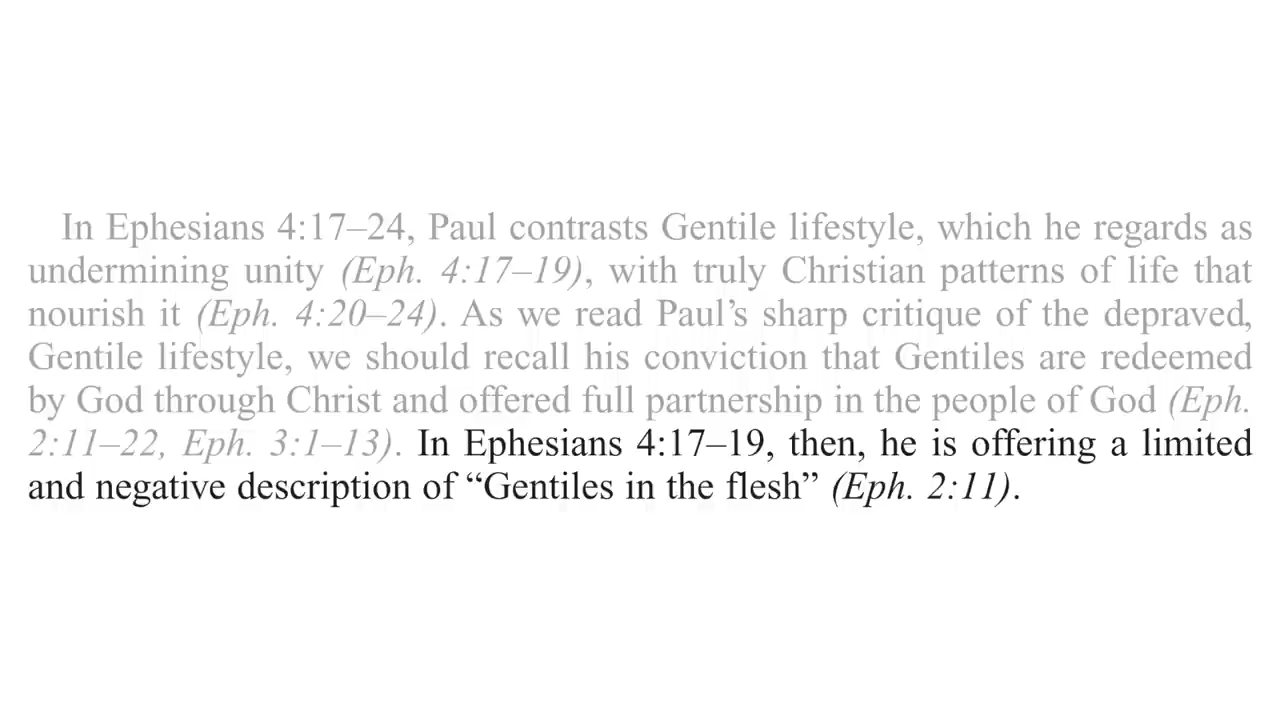 In Ephesians 4:17–24, Paul contrasts Gentile lifestyle, which he regards as
undermining unity (Eph. 4:17–19), with truly Christian patterns of life that
nourish it (Eph. 4:20–24). As we read Paul’s sharp critique of the depraved,
Gentile lifestyle, we should recall his conviction that Gentiles are redeemed
by God through Christ and offered full partnership in the people of God (Eph.
2:11–22, Eph. 3:1–13). In Ephesians 4:17–19, then, he is offering a limited
and negative description of “Gentiles in the flesh” (Eph. 2:11).